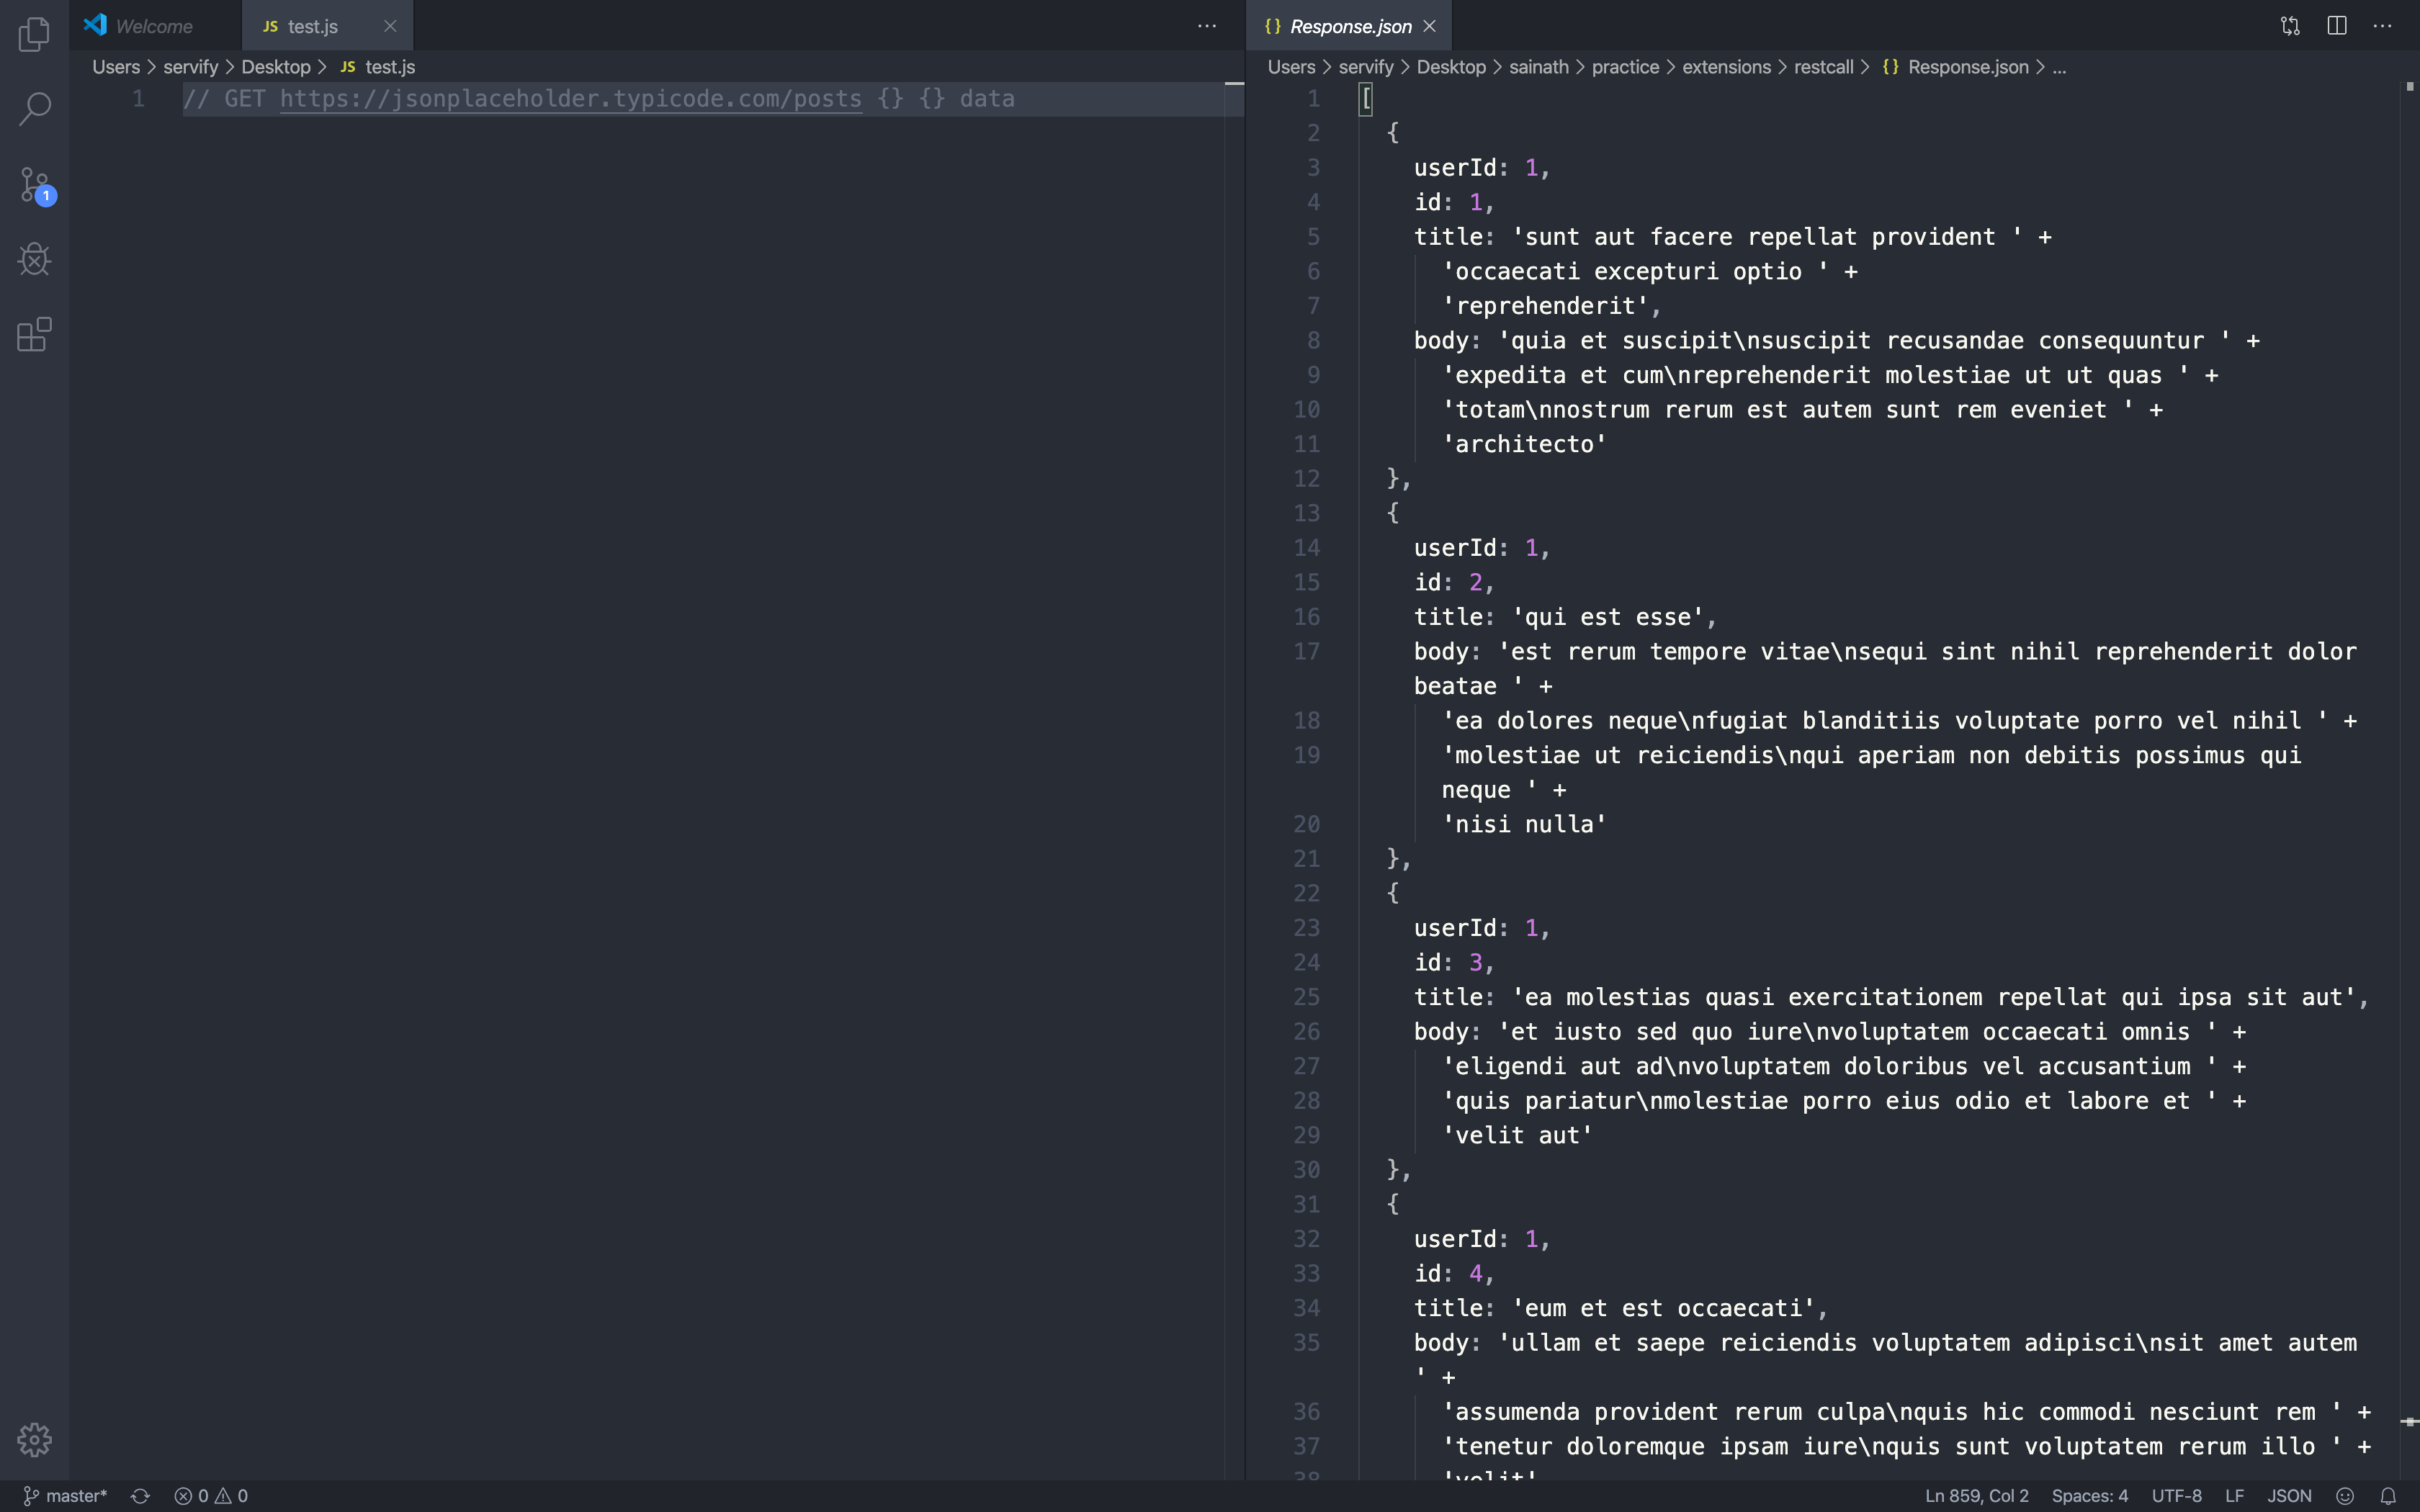 Welcome
JS test.js
{} Response.json
Users > servify > Desktop > JS test.js
1 // GET https://jsonplaceholder.typicode.com/posts {} {} data
Users > servify > Desktop > sainath > practice > extensions > restcall > {} Response.json > ...
1 [
2 {
3 userId: 1,
4 id: 1,
5 title: 'sunt aut facere repellat provident ' +
6 'occaecati excepturi optio ' +
7 'reprehenderit',
8 body: 'quia et suscipit\nsuscipit recusandae consequuntur ' +
9 'expedita et cum\nreprehenderit molestiae ut ut quas ' +
10 'totam\nnostrum rerum est autem sunt rem eveniet ' +
11 'architecto'
12 },
13 {
14 userId: 1,
15 id: 2,
16 title: 'qui est esse',
17 body: 'est rerum tempore vitae\nsequi sint nihil reprehenderit dolor
beatae ' +
18 'ea dolores neque\nfugiat blanditiis voluptate porro vel nihil ' +
19 'molestiae ut reiciendis\nqui aperiam non debitis possimus qui
neque ' +
20 'nisi nulla'
21 },
22 {
23 userId: 1,
24 id: 3,
25 title: 'ea molestias quasi exercitationem repellat qui ipsa sit aut',
26 body: 'et iusto sed quo iure\nvoluptatem occaecati omnis ' +
27 'eligendi aut ad\nvoluptatem doloribus vel accusantium ' +
28 'quis pariatur\nmolestiae porro eius odio et labore et ' +
29 'velit aut'
30 },
31 {
32 userId: 1,
33 id: 4,
34 title: 'eum et est occaecati',
35 body: 'ullam et saepe reiciendis voluptatem adipisci\nsit amet autem
' +
36 'assumenda provident rerum culpa\nquis hic commodi nesciunt rem ' +
37 'tenetur doloremque ipsam iure\nquis sunt voluptatem rerum illo ' +
38 'velit'
1
master* 0 0
Ln 859, Col 2 Spaces: 4 UTF-8 LF JSON